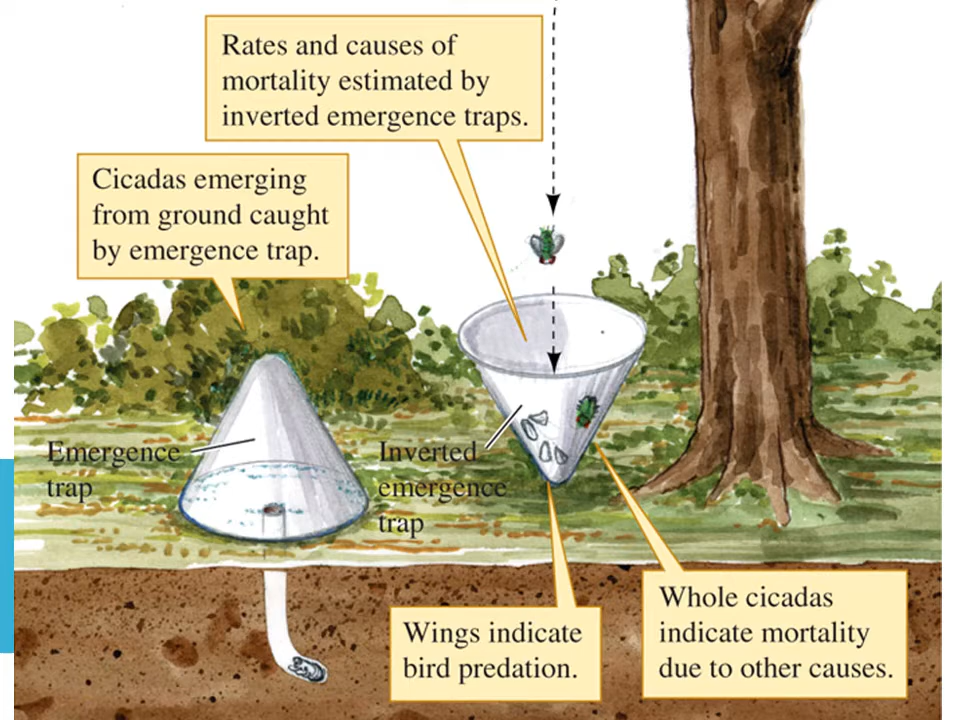 Rates and causes of
mortality estimated by
inverted emergence traps.
Cicadas emerging
from ground caught
by emergence trap.
Emergence
trap
Inverted
emergence
trap
Wings indicate
bird predation.
Whole cicadas
indicate mortality
due to other causes.